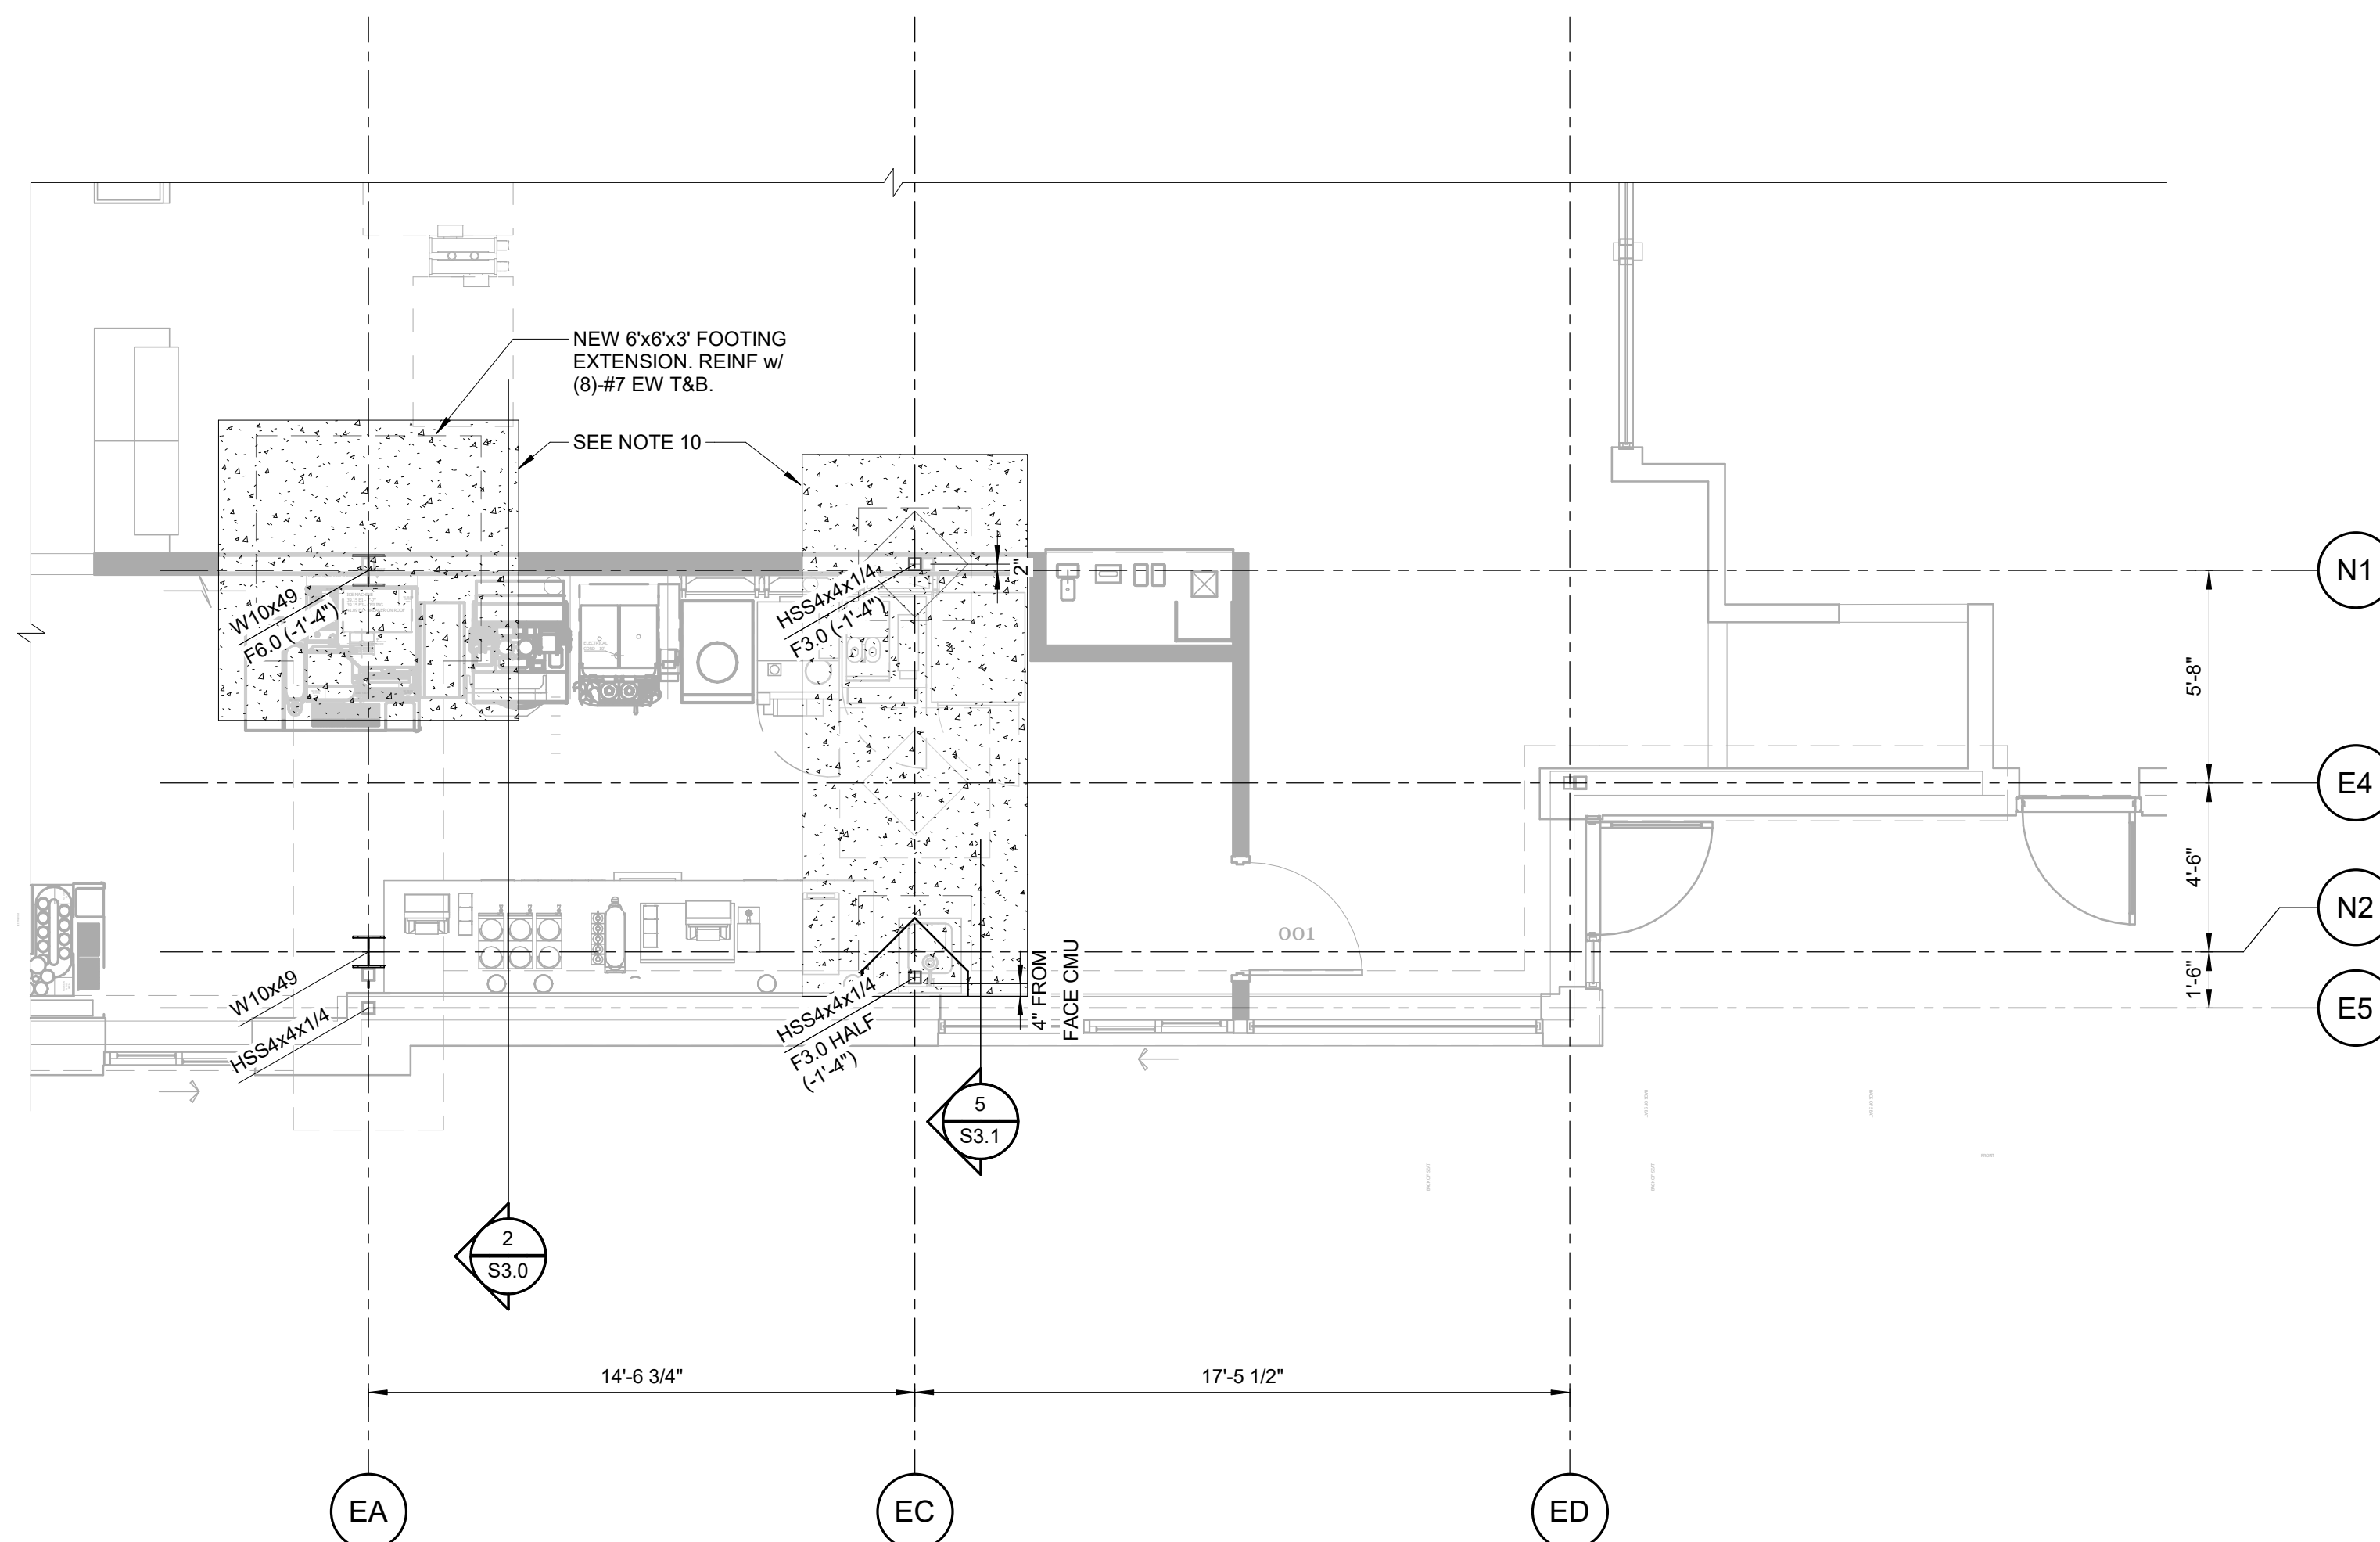 NEW 6'x6'x3' FOOTING
EXTENSION. REINF w/
(8)-#7 EW T&B.
SEE NOTE 10
W10x49
F6.0 (-1'-4")
HSS4x4x1/4
F3.0 (-1'-4")
2"
N1
5'-8"
E4
4'-6"
N2
1'-6"
E5
001
W10x49
HSS4x4x1/4
HSS4x4x1/4
F3.0 HALF
(-1'-4")
4" FROM
FACE CMU
5
S3.1
2
S3.0
14'-6 3/4"
17'-5 1/2"
EA
EC
ED